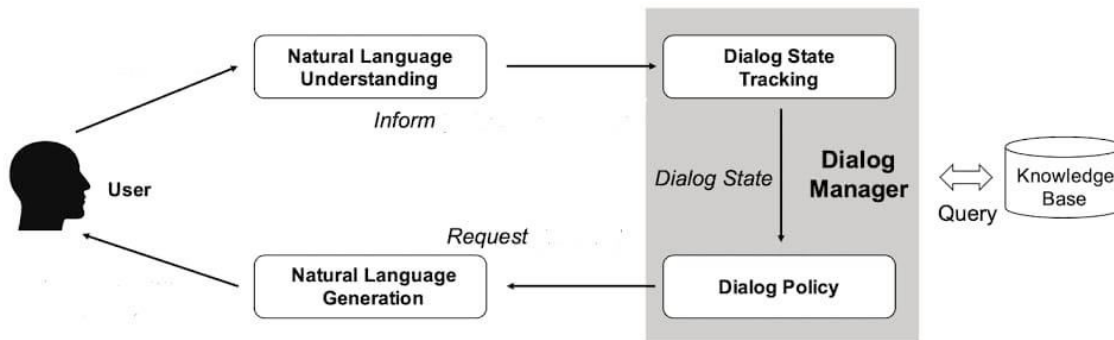 Natural Language
Understanding
Dialog State
Tracking
Inform
User
Dialog State
Dialog
Manager
Knowledge
Base
Query
Request
Natural Language
Generation
Dialog Policy